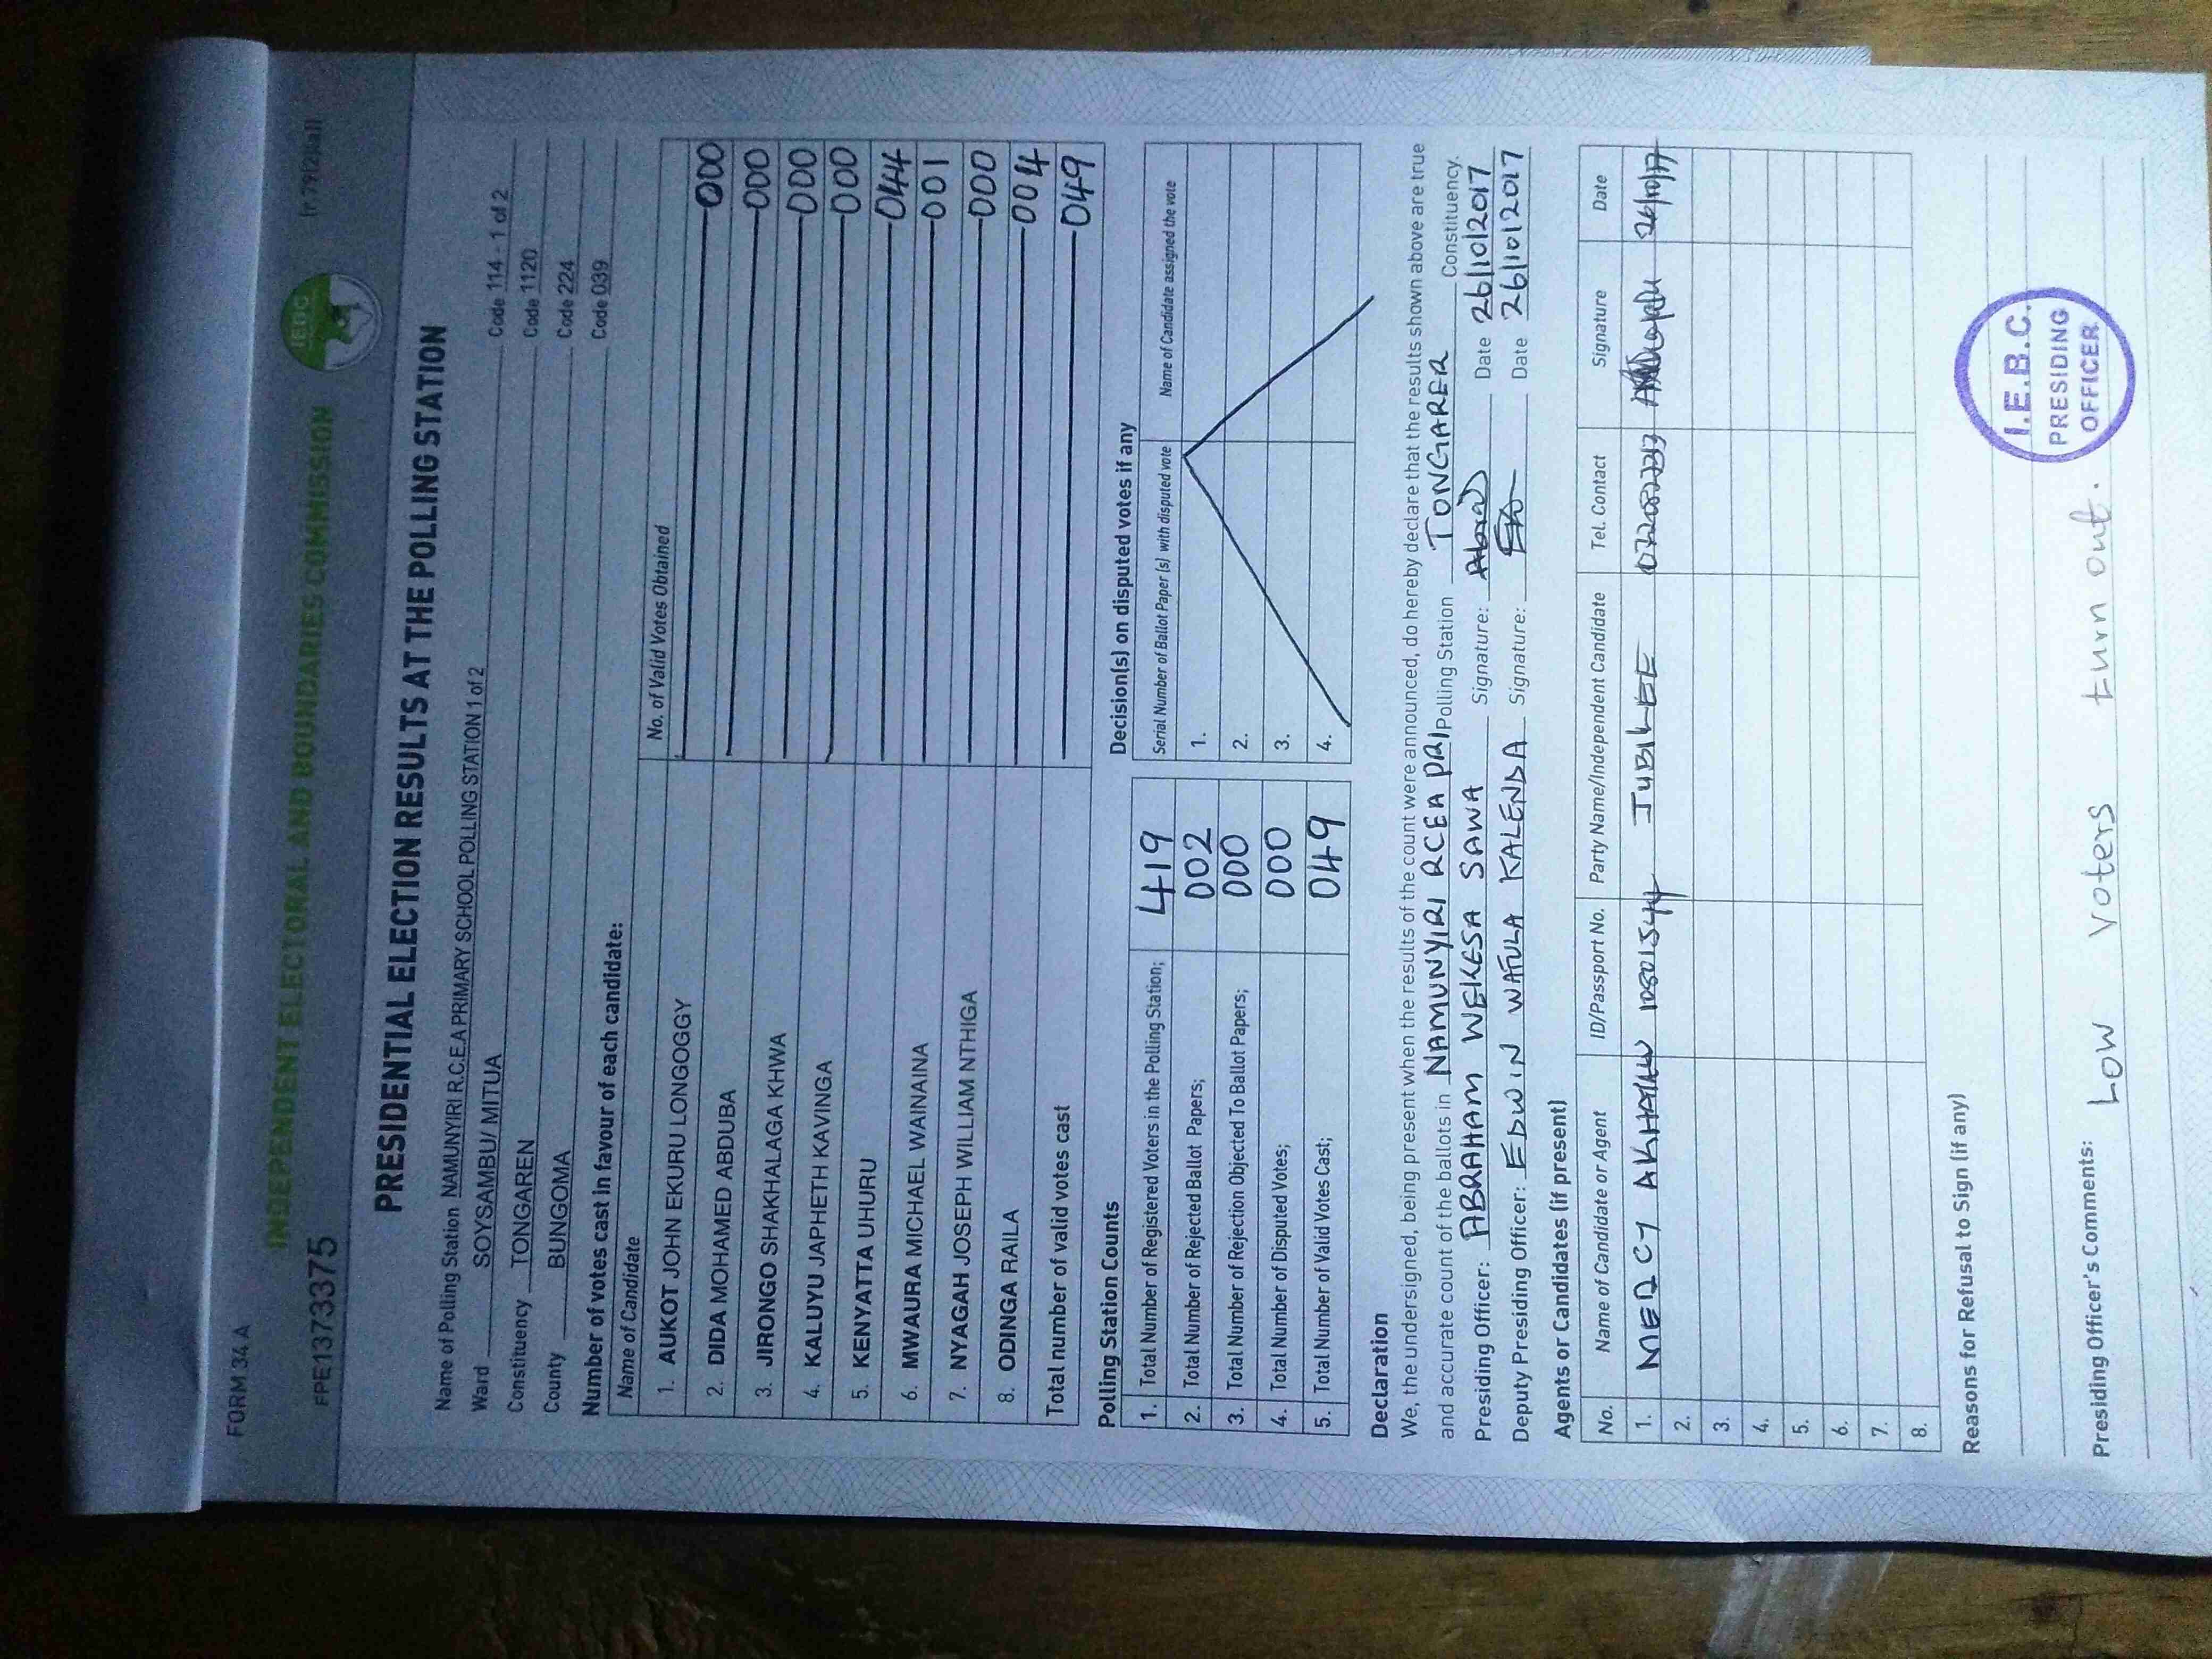 FORM 34 A
INDEPENDENT ELECTORAL AND BOUNDARIES COMMISSION
IEBC
(r.79(2)(a))
FPE1373375
PRESIDENTIAL ELECTION RESULTS AT THE POLLING STATION
Name of Polling Station NAMUNYIRI R.C.E.A PRIMARY SCHOOL POLLING STATION 1 of 2 Code 114 - 1 of 2
Ward SOYSAMBU/ MITUA Code 1120
Constituency TONGAREN Code 224
County BUNGOMA Code 039
Number of votes cast in favour of each candidate:
Name of Candidate No. of Valid Votes Obtained
1. AUKOT JOHN EKURU LONGOGGY 000
2. DIDA MOHAMED ABDUBA 000
3. JIRONGO SHAKHALAGA KHWA 000
4. KALUYU JAPHETH KAVINGA 000
5. KENYATTA UHURU 044
6. MWAURA MICHAEL WAINAINA 001
7. NYAGAH JOSEPH WILLIAM NTHIGA 000
8. ODINGA RAILA 004
Total number of valid votes cast 049
Polling Station Counts
1. Total Number of Registered Voters in the Polling Station; 419
2. Total Number of Rejected Ballot Papers; 002
3. Total Number of Rejection Objected To Ballot Papers; 000
4. Total Number of Disputed Votes; 000
5. Total Number of Valid Votes Cast; 049
Decision(s) on disputed votes if any
Serial Number of Ballot Paper (s) with disputed vote Name of Candidate assigned the vote
1.
2.
3.
4.
Declaration
We, the undersigned, being present when the results of the count were announced, do hereby declare that the results shown above are true
and accurate count of the ballots in NAMUNYIRI RCEA PRI Polling Station TONGAREN Constituency.
Presiding Officer: ABRAHAM WEKESA SAWA Signature: Date 26/10/2017
Deputy Presiding Officer: EDWIN WATULA KALENDA Signature: Date 26/10/2017
Agents or Candidates (if present)
No. Name of Candidate or Agent ID/Passport No. Party Name/Independent Candidate Tel. Contact Signature Date
1. MERCY JUBILEE 26/10/17
2.
3.
4.
5.
6.
7.
8.
Reasons for Refusal to Sign (if any)
Presiding Officer's Comments: Low voters turn out.
I.E.B.C.
PRESIDING
OFFICER